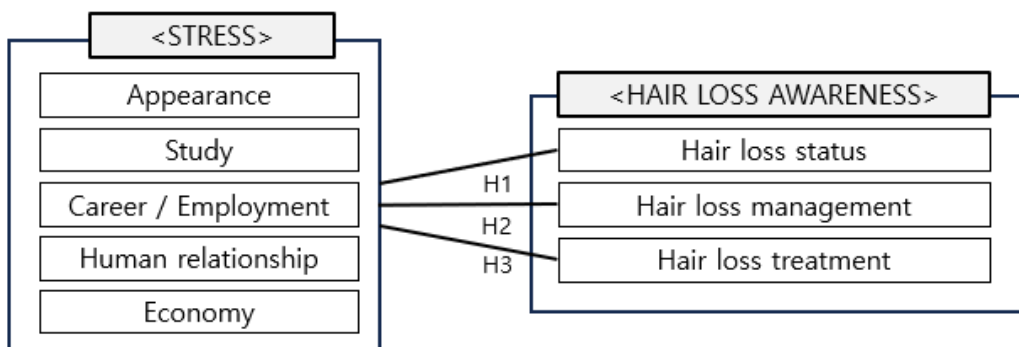 <STRESS>
Appearance
Study
Career / Employment
Human relationship
Economy
H1
H2
H3
<HAIR LOSS AWARENESS>
Hair loss status
Hair loss management
Hair loss treatment